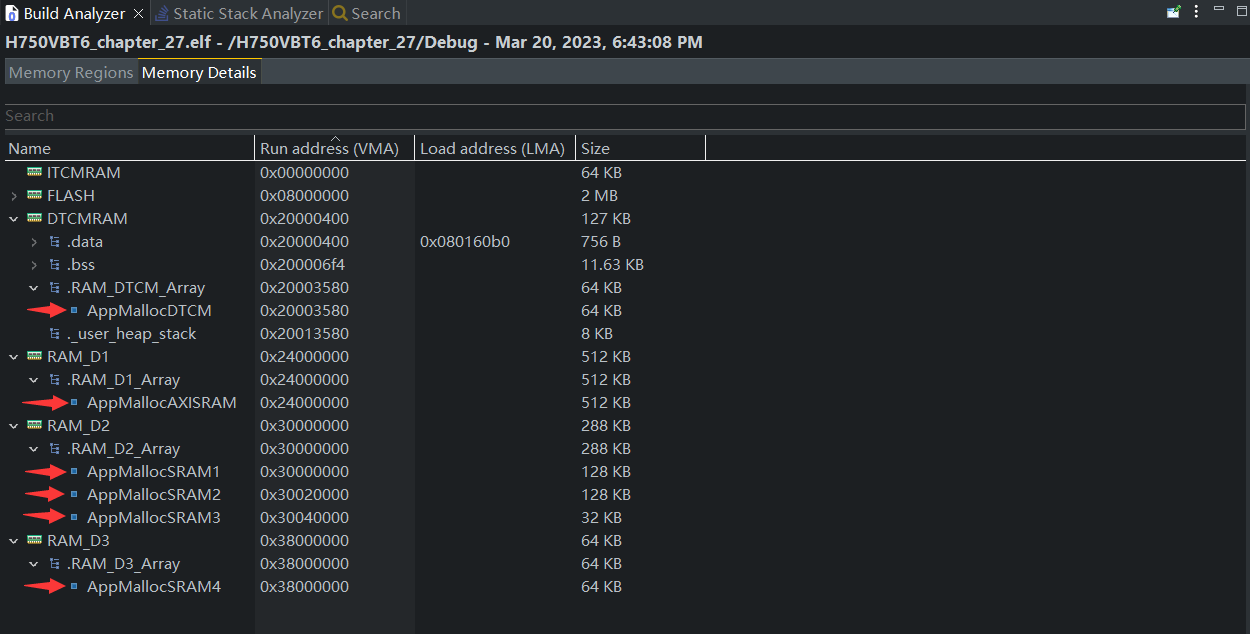 Build Analyzer Static Stack Analyzer Search
H750VBT6_chapter_27.elf - /H750VBT6_chapter_27/Debug - Mar 20, 2023, 6:43:08 PM
Memory Regions Memory Details
Search
Name Run address (VMA) Load address (LMA) Size
ITCMRAM 0x00000000 64 KB
FLASH 0x08000000 2 MB
DTCMRAM 0x20000400 127 KB
.data 0x20000400 0x080160b0 756 B
.bss 0x200006f4 11.63 KB
.RAM_DTCM_Array 0x20003580 64 KB
AppMallocDTCM 0x20003580 64 KB
._user_heap_stack 0x20013580 8 KB
RAM_D1 0x24000000 512 KB
.RAM_D1_Array 0x24000000 512 KB
AppMallocAXISRAM 0x24000000 512 KB
RAM_D2 0x30000000 288 KB
.RAM_D2_Array 0x30000000 288 KB
AppMallocSRAM1 0x30000000 128 KB
AppMallocSRAM2 0x30020000 128 KB
AppMallocSRAM3 0x30040000 32 KB
RAM_D3 0x38000000 64 KB
.RAM_D3_Array 0x38000000 64 KB
AppMallocSRAM4 0x38000000 64 KB